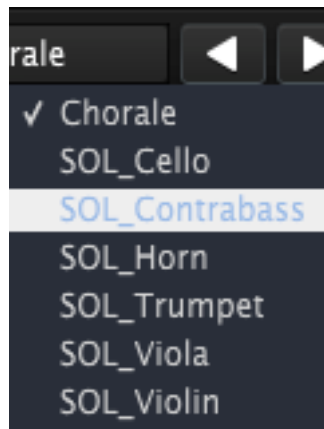 rale
✓ Chorale
SOL_Cello
SOL_Contrabass
SOL_Horn
SOL_Trumpet
SOL_Viola
SOL_Violin